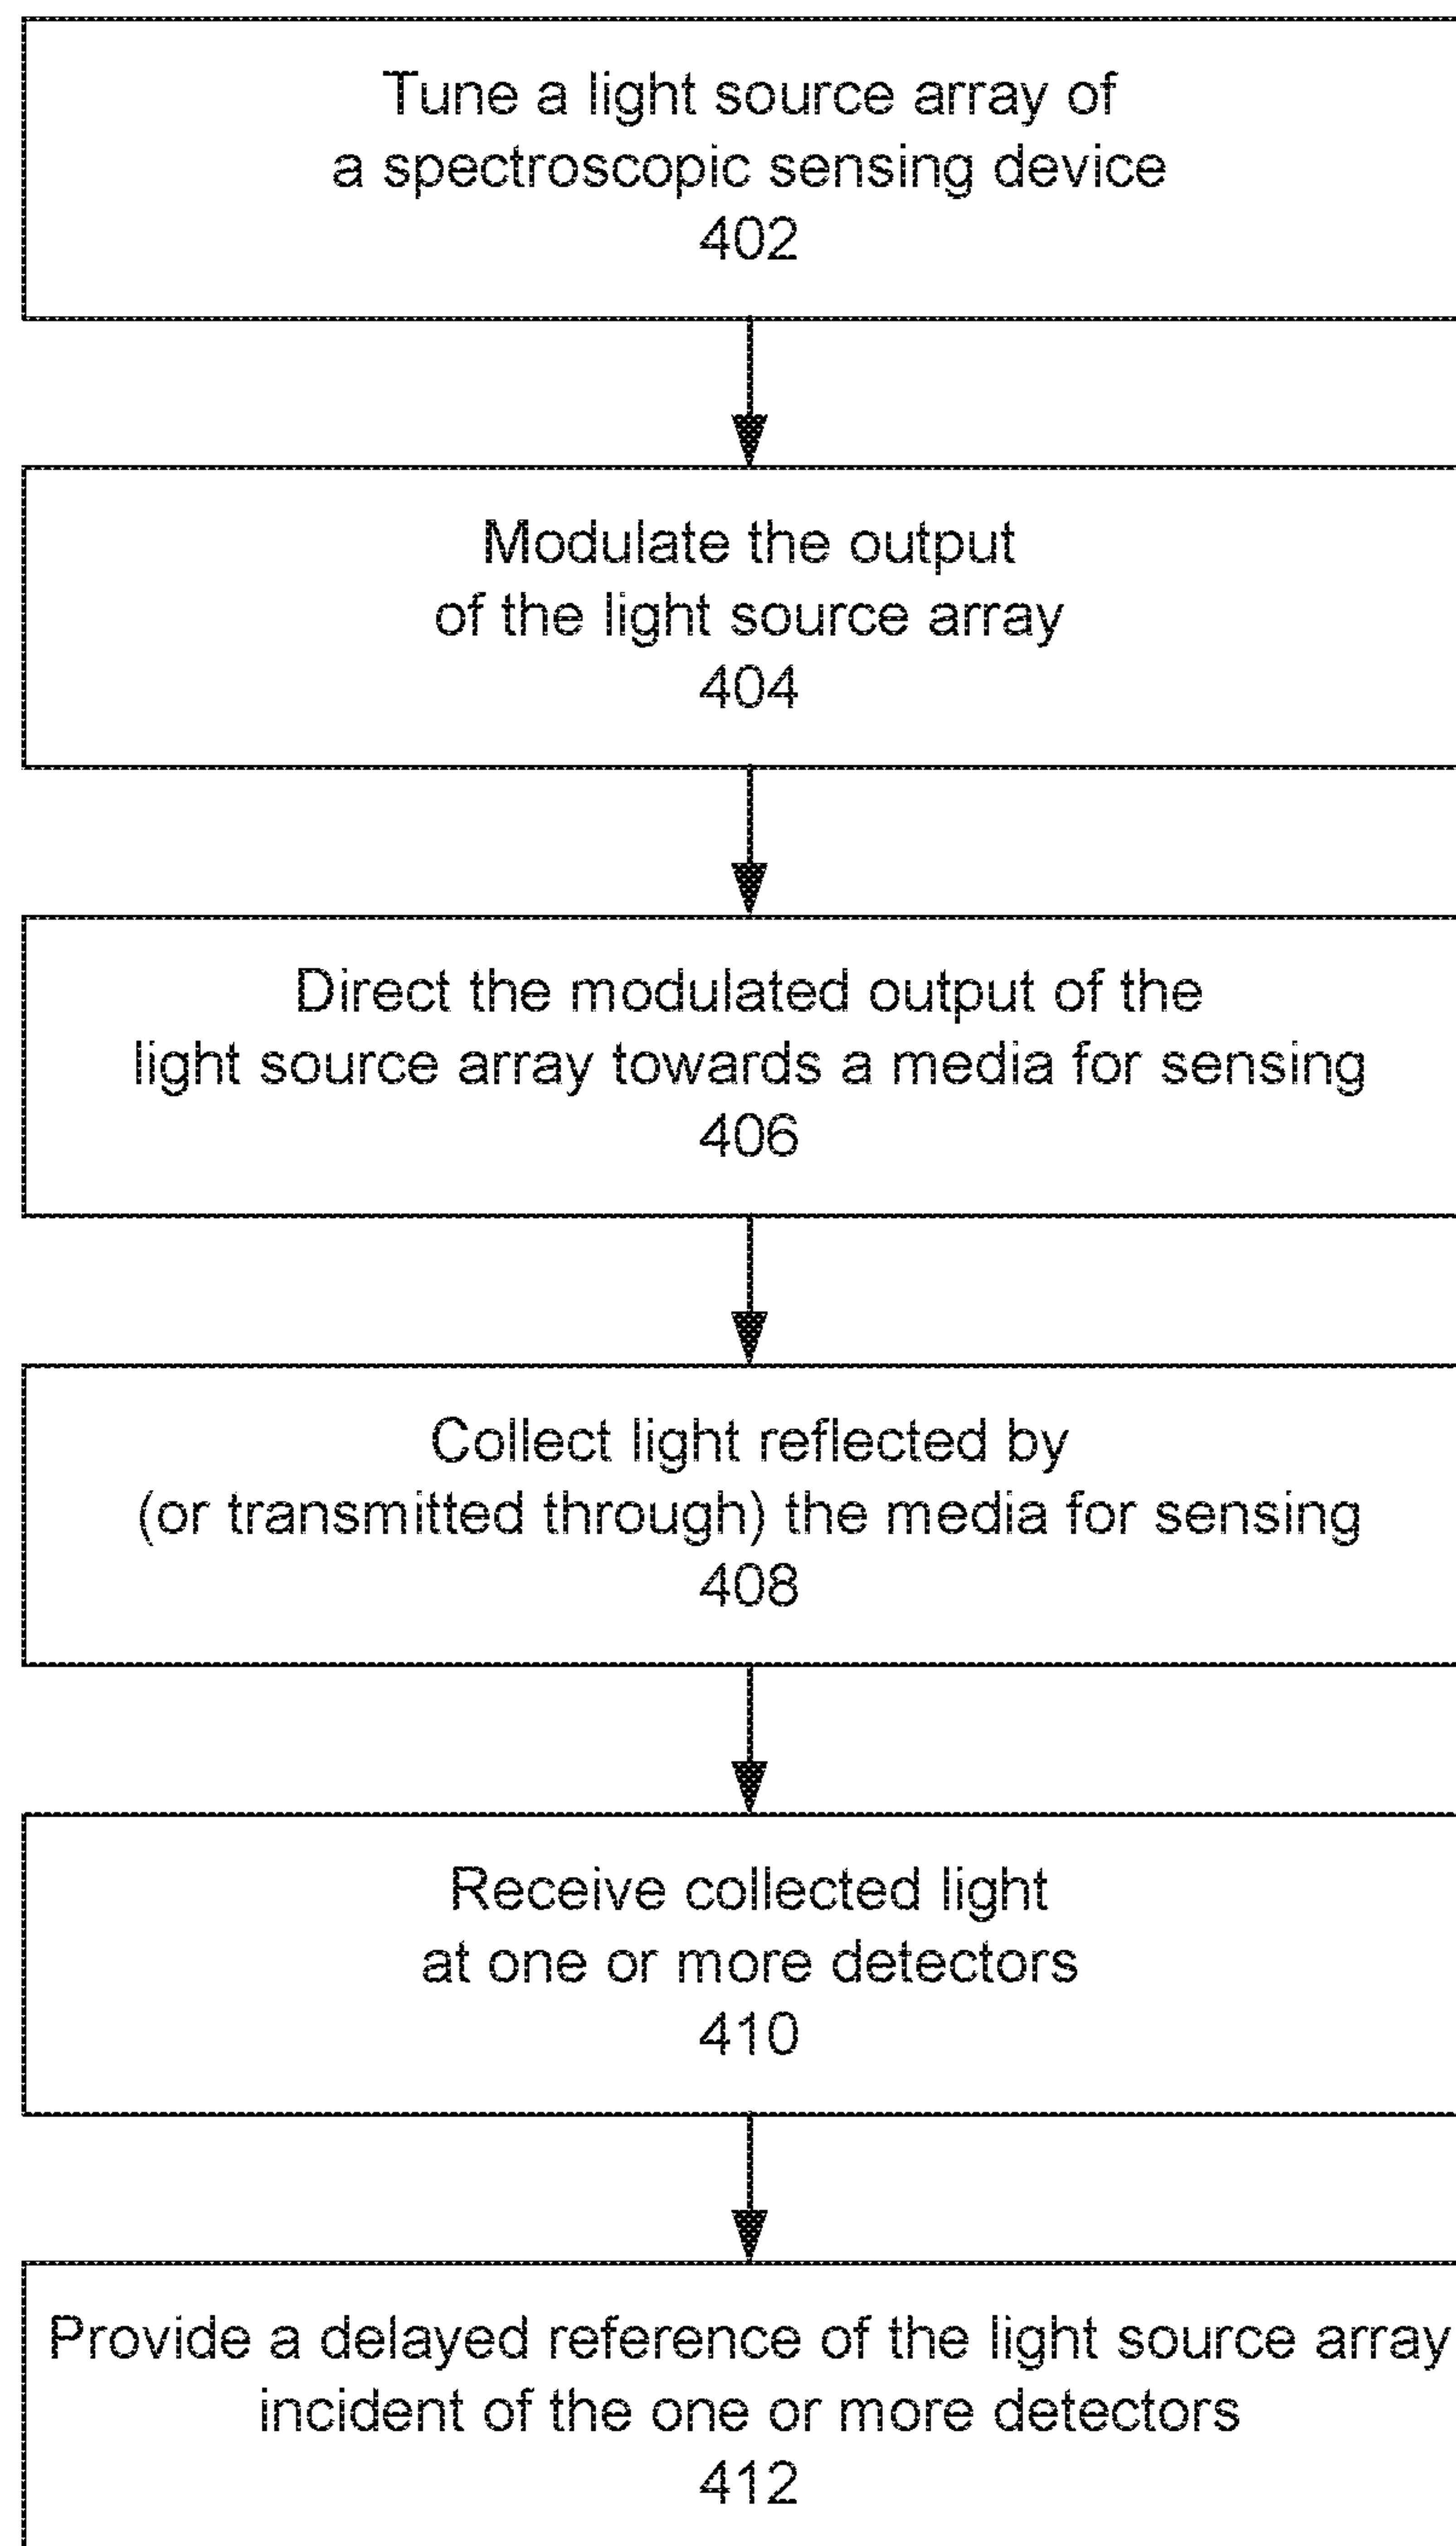 Tune a light source array of
a spectroscopic sensing device
402
Modulate the output
of the light source array
404
Direct the modulated output of the
light source array towards a media for sensing
406
Collect light reflected by
(or transmitted through) the media for sensing
408
Receive collected light
at one or more detectors
410
Provide a delayed reference of the light source array
incident of the one or more detectors
412